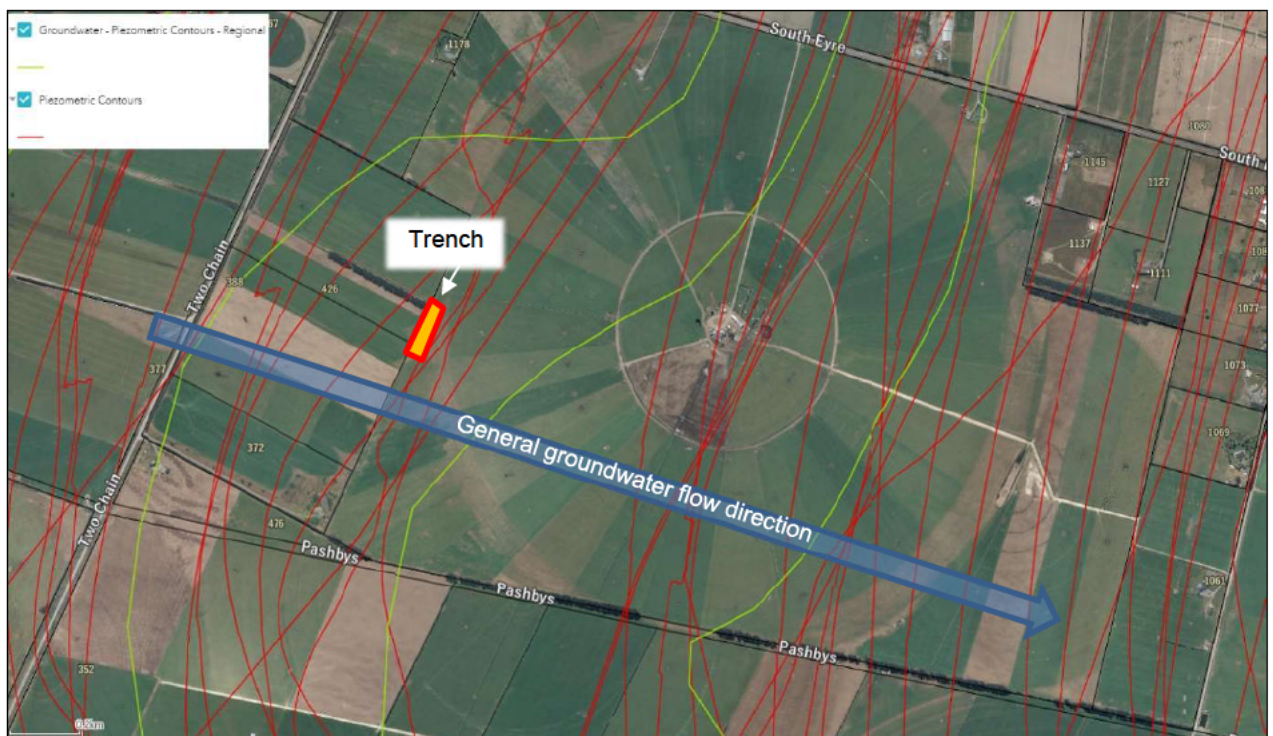 Groundwater - Piezometric Contours - Regional
Piezometric Contours
1178
South Eyre
1080
South
1145
1127
1137
1111
1077
1073
1069
1061
Trench
Two Chain
388
426
377
372
476
352
General groundwater flow direction
Two Chain
Pashbys
Pashbys
Pashbys
0.2km